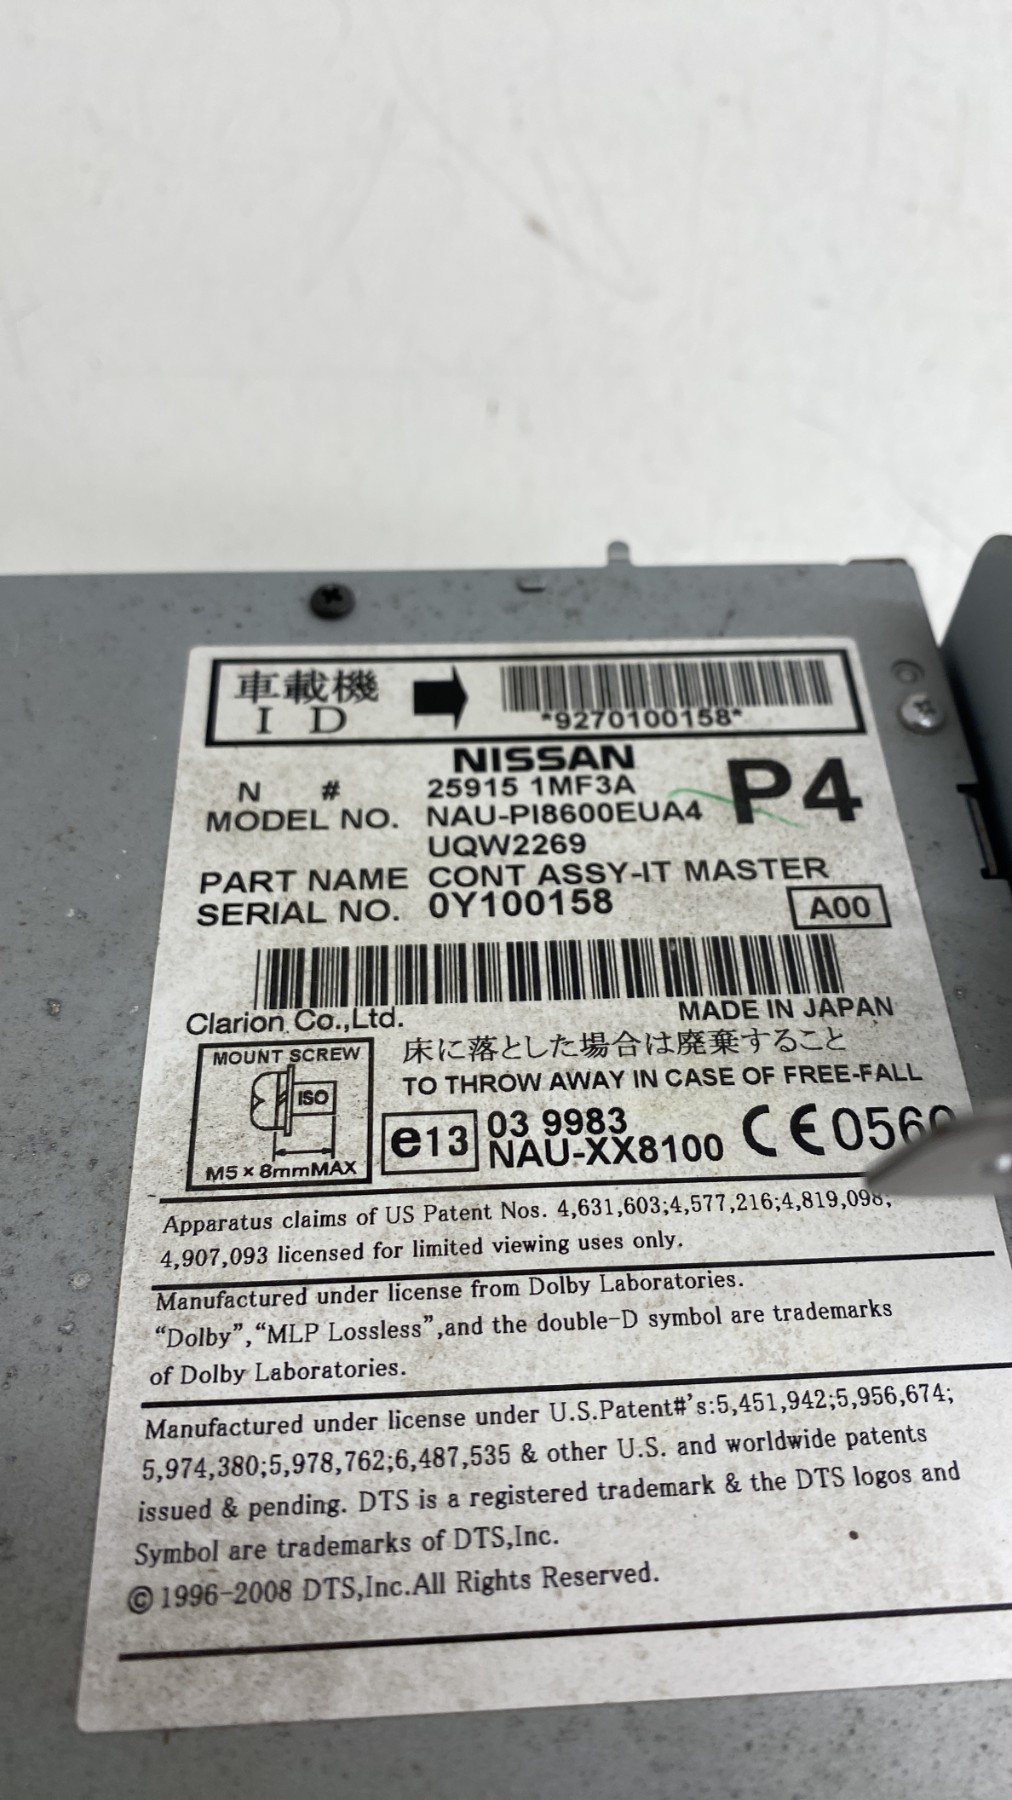 車載機
I D
*9270100158*
NISSAN
N # 25915 1MF3A
P4
MODEL NO. NAU-PI8600EUA4
UQW2269
PART NAME CONT ASSY-IT MASTER
SERIAL NO. 0Y100158
A00
Clarion Co.,Ltd.
MADE IN JAPAN
MOUNT SCREW
ISO
M5×8mmMAX
床に落とした場合は廃棄すること
TO THROW AWAY IN CASE OF FREE-FALL
e13
03 9983
NAU-XX8100
CE0560
Apparatus claims of US Patent Nos. 4,631,603;4,577,216;4,819,098,
4,907,093 licensed for limited viewing uses only.
Manufactured under license from Dolby Laboratories.
“Dolby”,“MLP Lossless”,and the double-D symbol are trademarks
of Dolby Laboratories.
Manufactured under license under U.S.Patent#'s:5,451,942;5,956,674;
5,974,380;5,978,762;6,487,535 & other U.S. and worldwide patents
issued & pending. DTS is a registered trademark & the DTS logos and
Symbol are trademarks of DTS,Inc.
©1996-2008 DTS,Inc.All Rights Reserved.